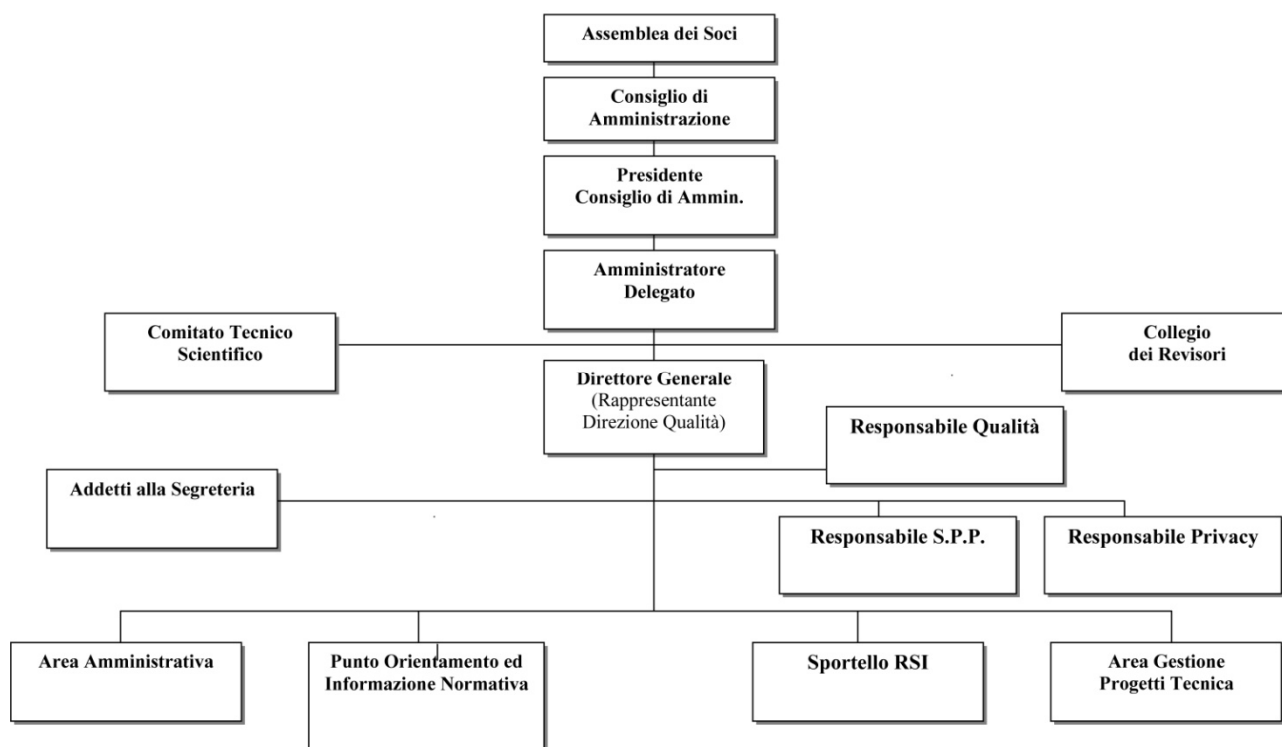 Assemblea dei Soci
Consiglio di
Amministrazione
Presidente
Consiglio di Ammin.
Amministratore
Delegato
Comitato Tecnico
Scientifico
Collegio
dei Revisori
Direttore Generale
(Rappresentante
Direzione Qualità)
Responsabile Qualità
Addetti alla Segreteria
Responsabile S.P.P.
Responsabile Privacy
Area Amministrativa
Punto Orientamento ed
Informazione Normativa
Sportello RSI
Area Gestione
Progetti Tecnica